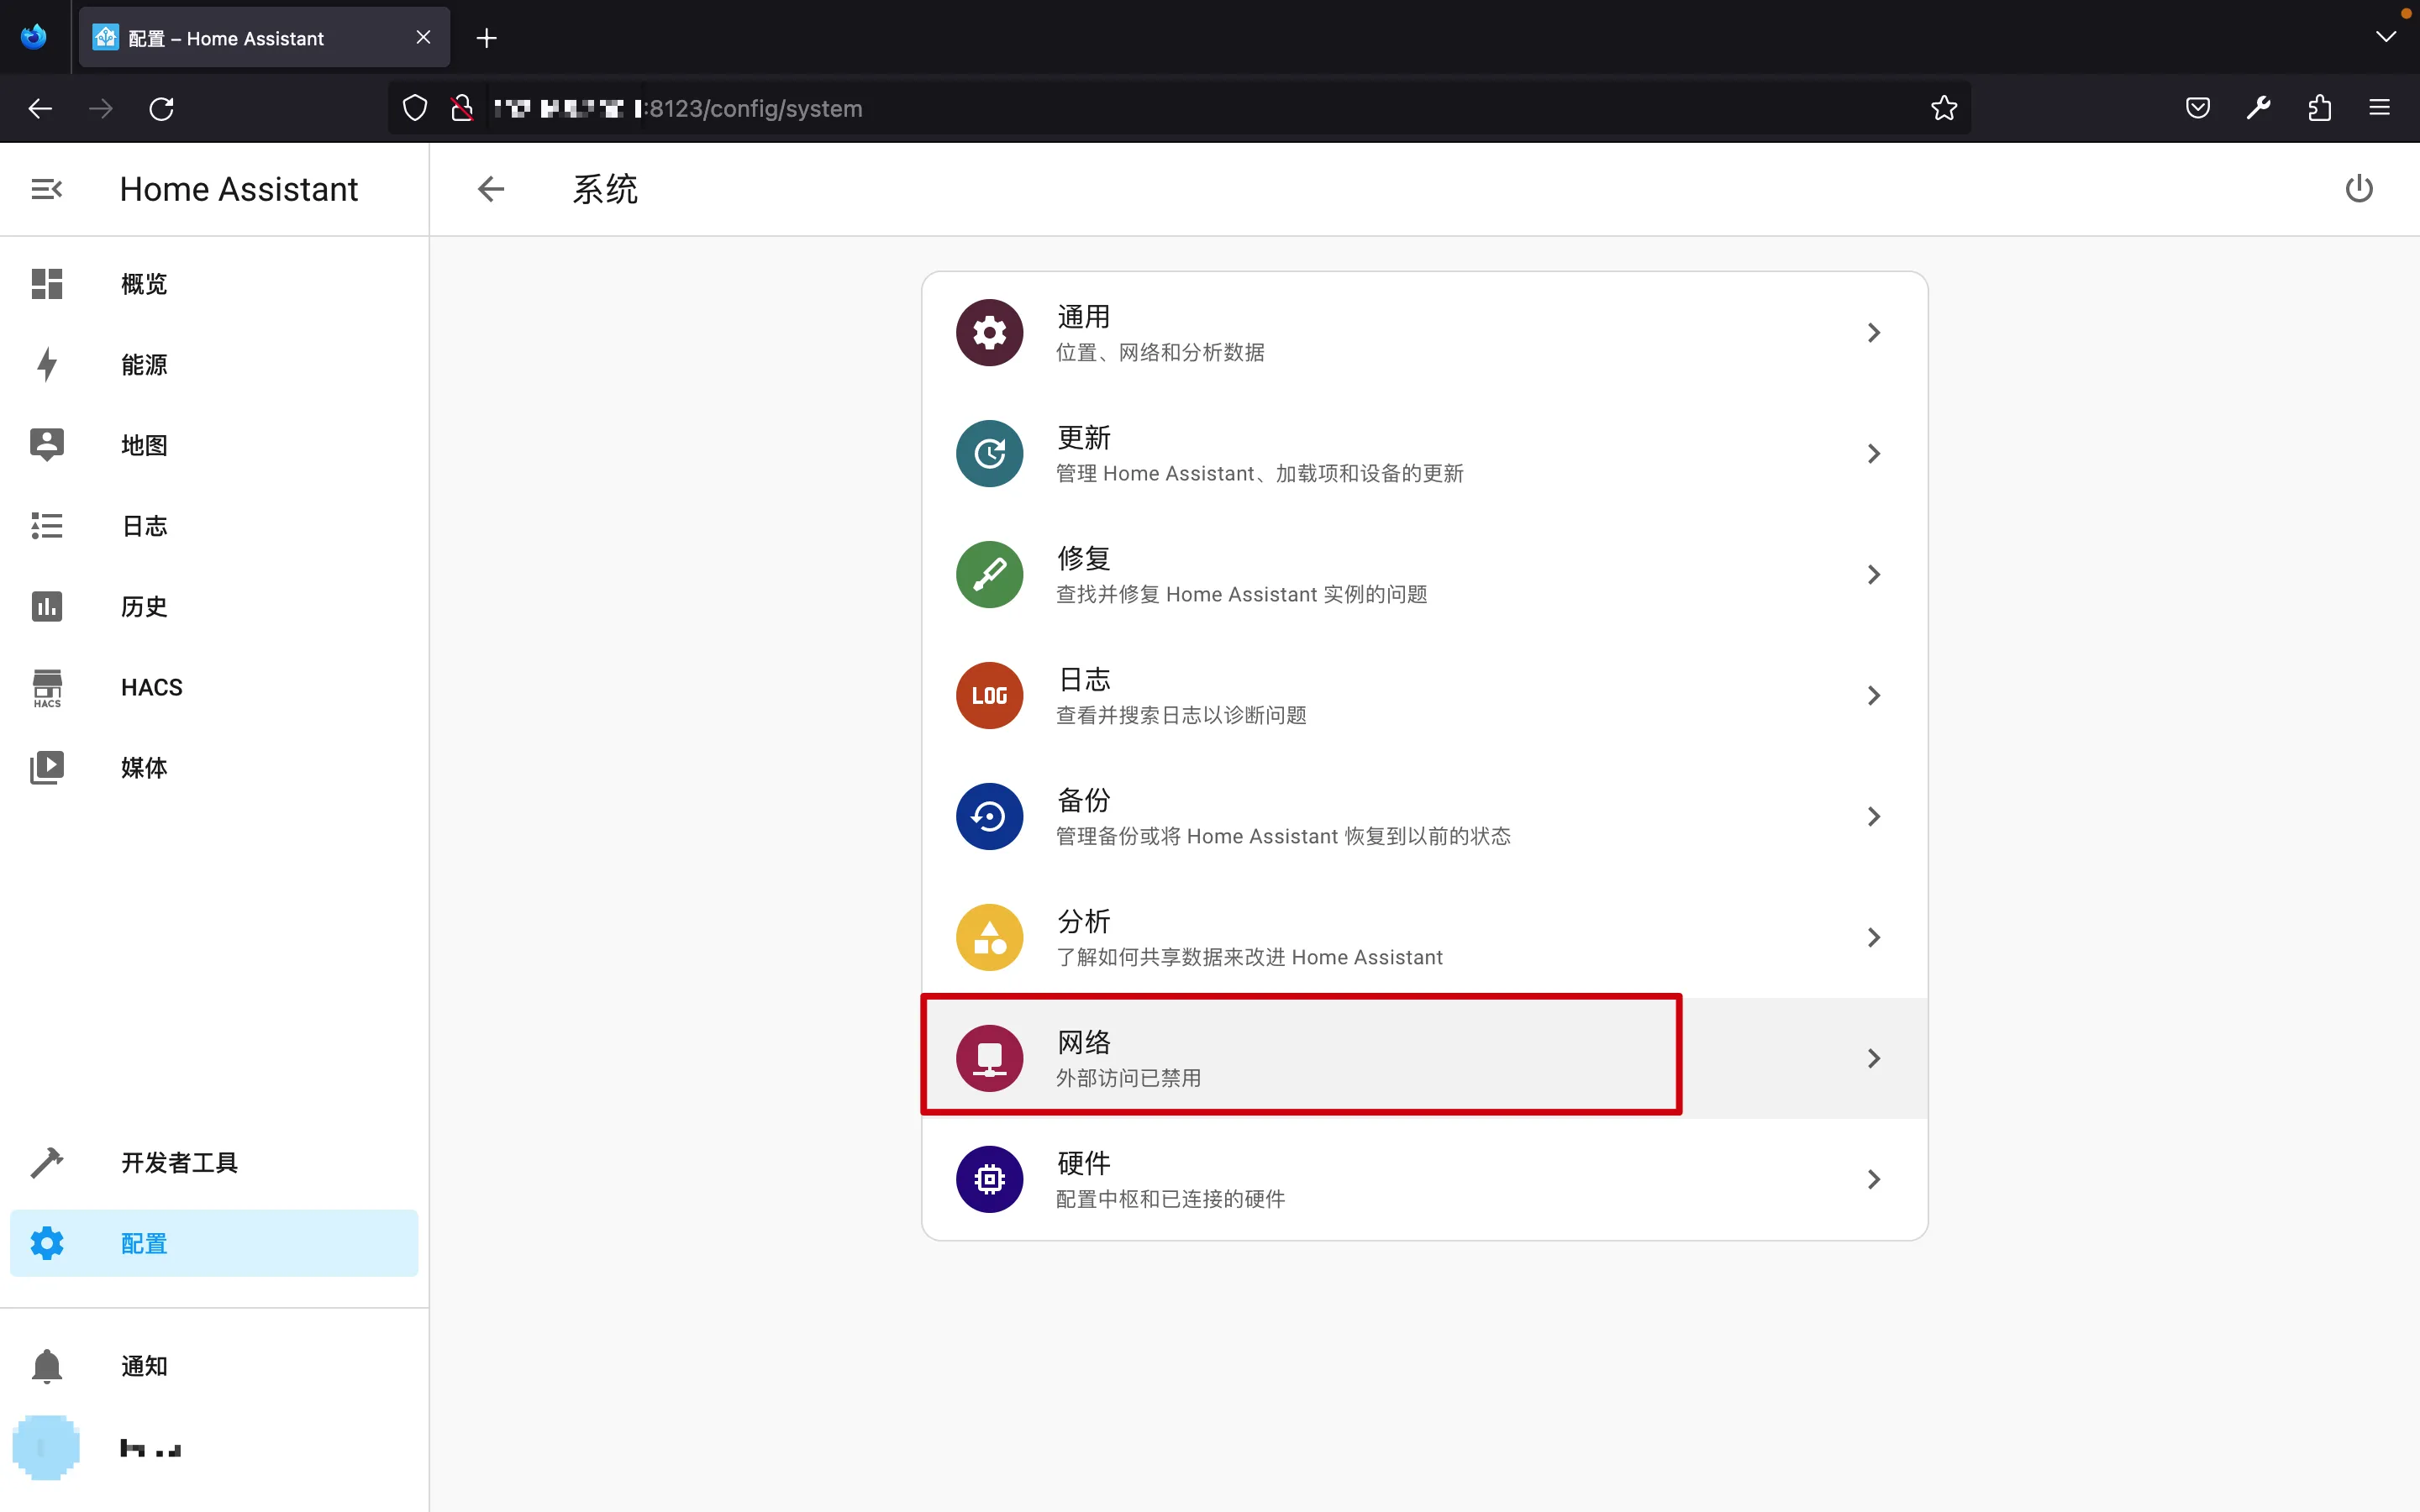 配置 – Home Assistant
:8123/config/system
Home Assistant
系统
概览
能源
地图
日志
历史
HACS
HACS
媒体
开发者工具
配置
通知
通用
位置、网络和分析数据
更新
管理 Home Assistant、加载项和设备的更新
修复
查找并修复 Home Assistant 实例的问题
LOG
日志
查看并搜索日志以诊断问题
备份
管理备份或将 Home Assistant 恢复到以前的状态
分析
了解如何共享数据来改进 Home Assistant
网络
外部访问已禁用
硬件
配置中枢和已连接的硬件